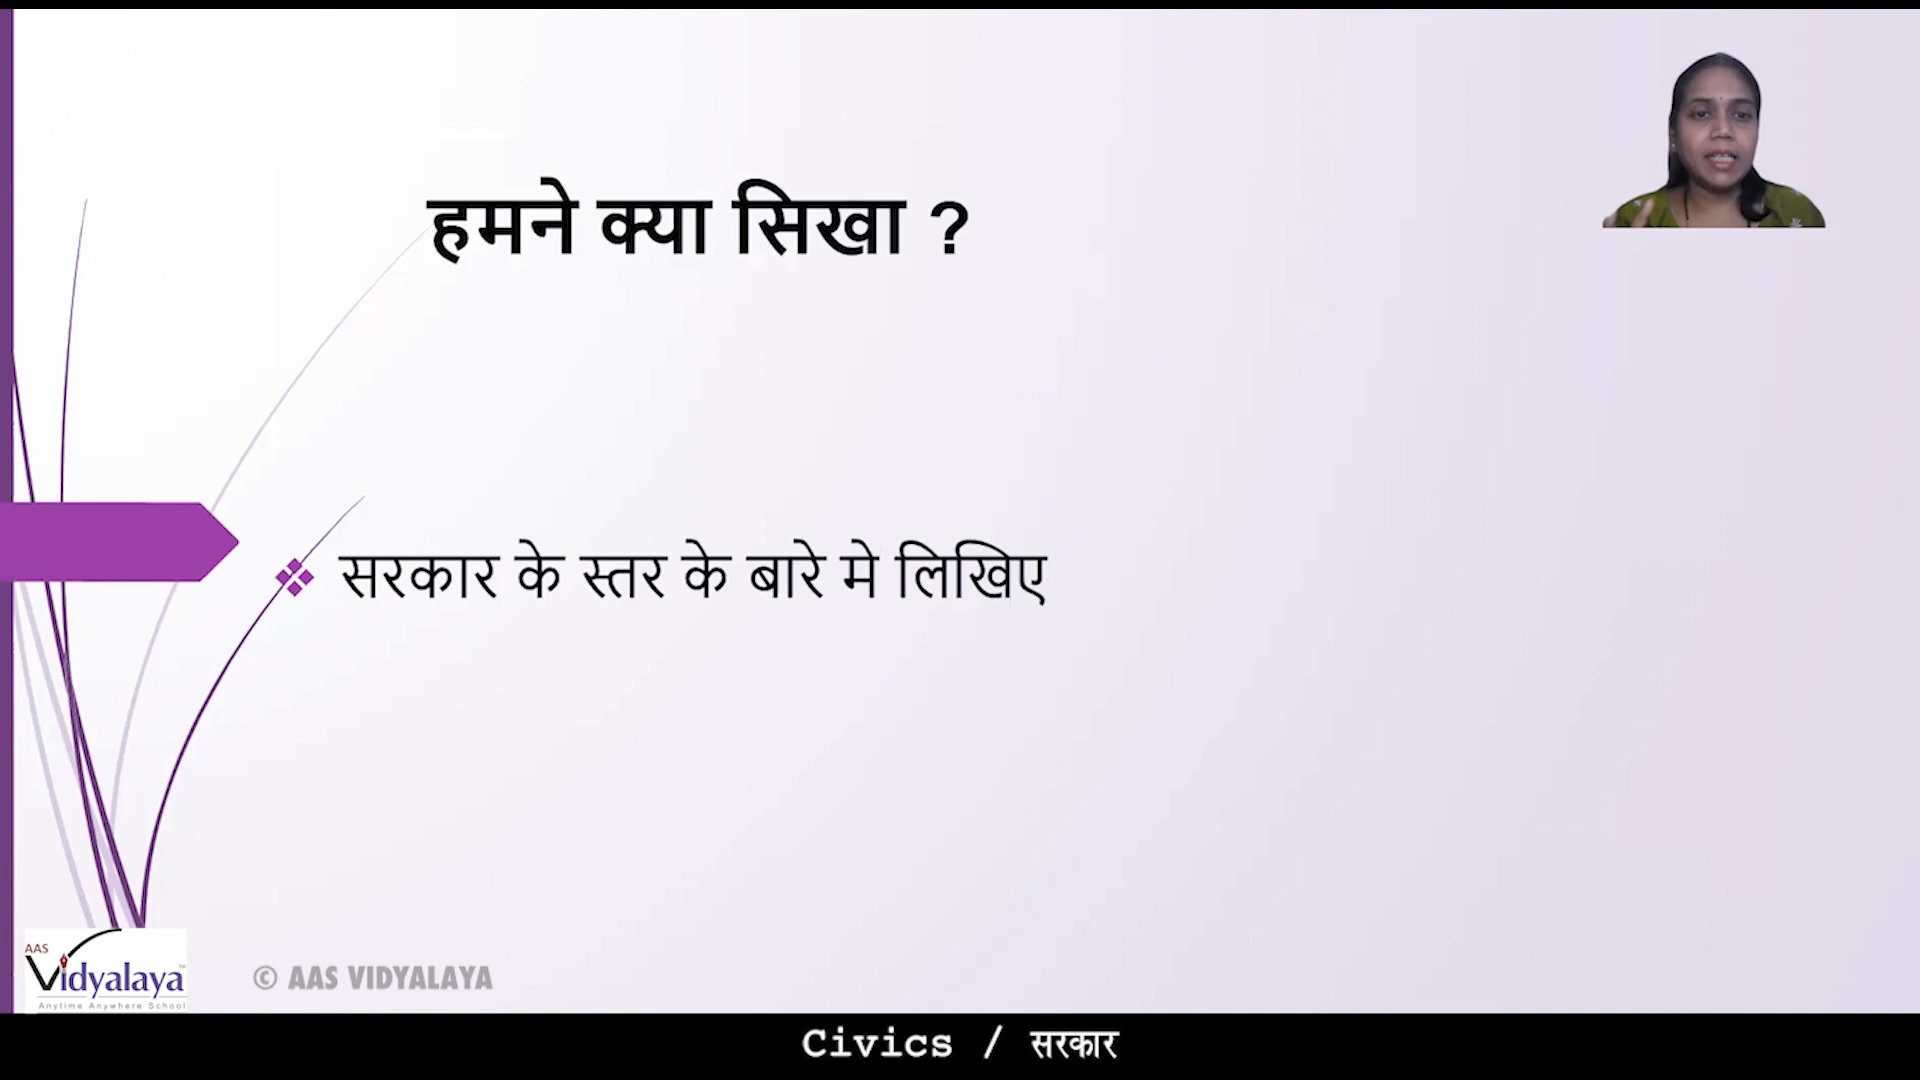 हमने क्या सिखा ?
सरकार के स्तर के बारे मे लिखिए
AAS
Vidyalaya
Anytime Anywhere School
© AAS VIDYALAYA
Civics / सरकार